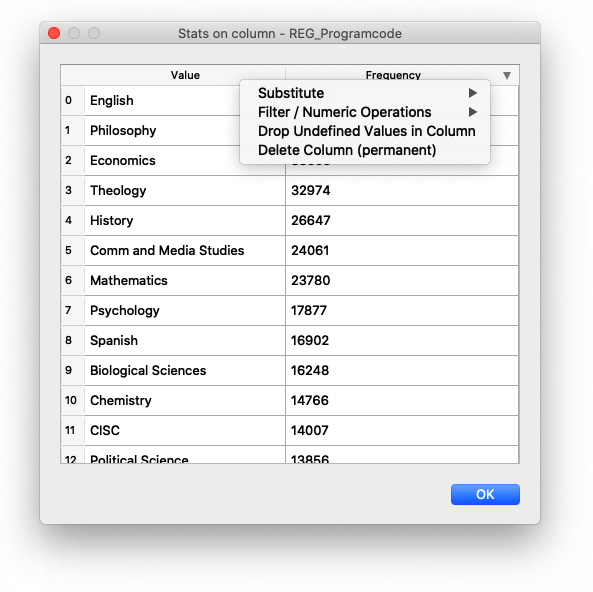 Stats on column - REG_Programcode
Value Frequency
0 English
1 Philosophy
2 Economics
3 Theology 32974
4 History 26647
5 Comm and Media Studies 24061
6 Mathematics 23780
7 Psychology 17877
8 Spanish 16902
9 Biological Sciences 16248
10 Chemistry 14766
11 CISC 14007
12 Political Science 13856
Substitute
Filter / Numeric Operations
Drop Undefined Values in Column
Delete Column (permanent)
OK